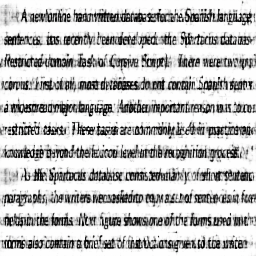 A new offline handwritten database for the Spanish language
sentences, has recently been developed: the Spartacus database
Restricted-domain Task of Cursive Script). There were two
corpus. First of all, most databases do not contain Spanish
a widespread major language. Another important reason was to
restricted tasks. These tasks are commonly used in practice
knowledge beyond the lexicon level in the recognition process.
As the Spartacus database consisted mainly of short sentences
paragraphs, the writers were asked to copy a set of sentences in
fields in the forms. Next figure shows one of the forms used in
forms also contain a brief set of instructions given to the writer.